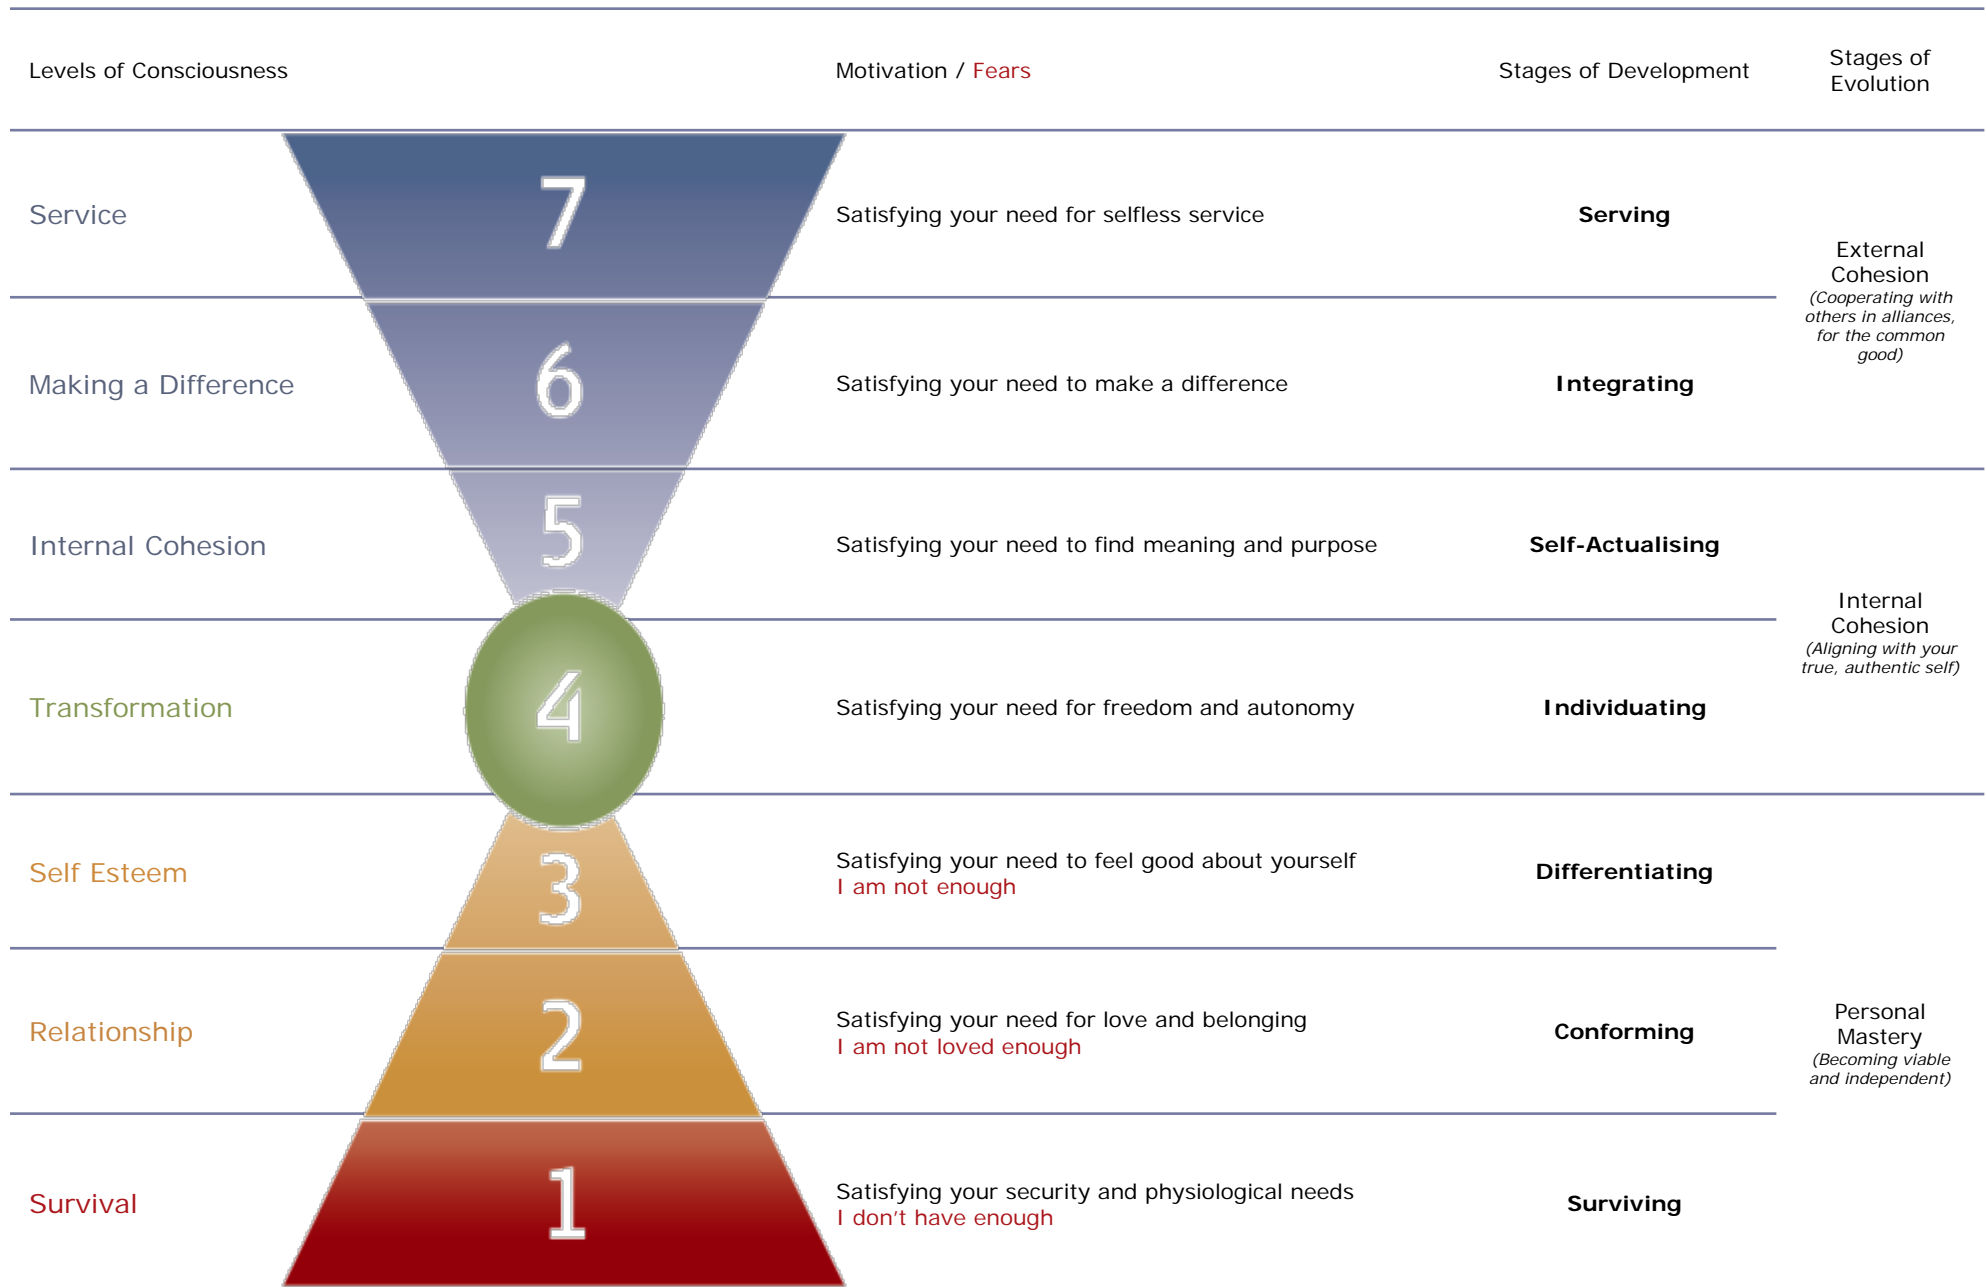 Levels of Consciousness
Motivation / Fears
Stages of Development
Stages of
Evolution
Service
7
Satisfying your need for selfless service
Serving
External
Cohesion
(Cooperating with
others in alliances,
for the common
good)
Making a Difference
6
Satisfying your need to make a difference
Integrating
Internal Cohesion
5
Satisfying your need to find meaning and purpose
Self-Actualising
Internal
Cohesion
(Aligning with your
true, authentic self)
Transformation
4
Satisfying your need for freedom and autonomy
Individuating
Self Esteem
3
Satisfying your need to feel good about yourself
I am not enough
Differentiating
Relationship
2
Satisfying your need for love and belonging
I am not loved enough
Conforming
Personal
Mastery
(Becoming viable
and independent)
Survival
1
Satisfying your security and physiological needs
I don't have enough
Surviving